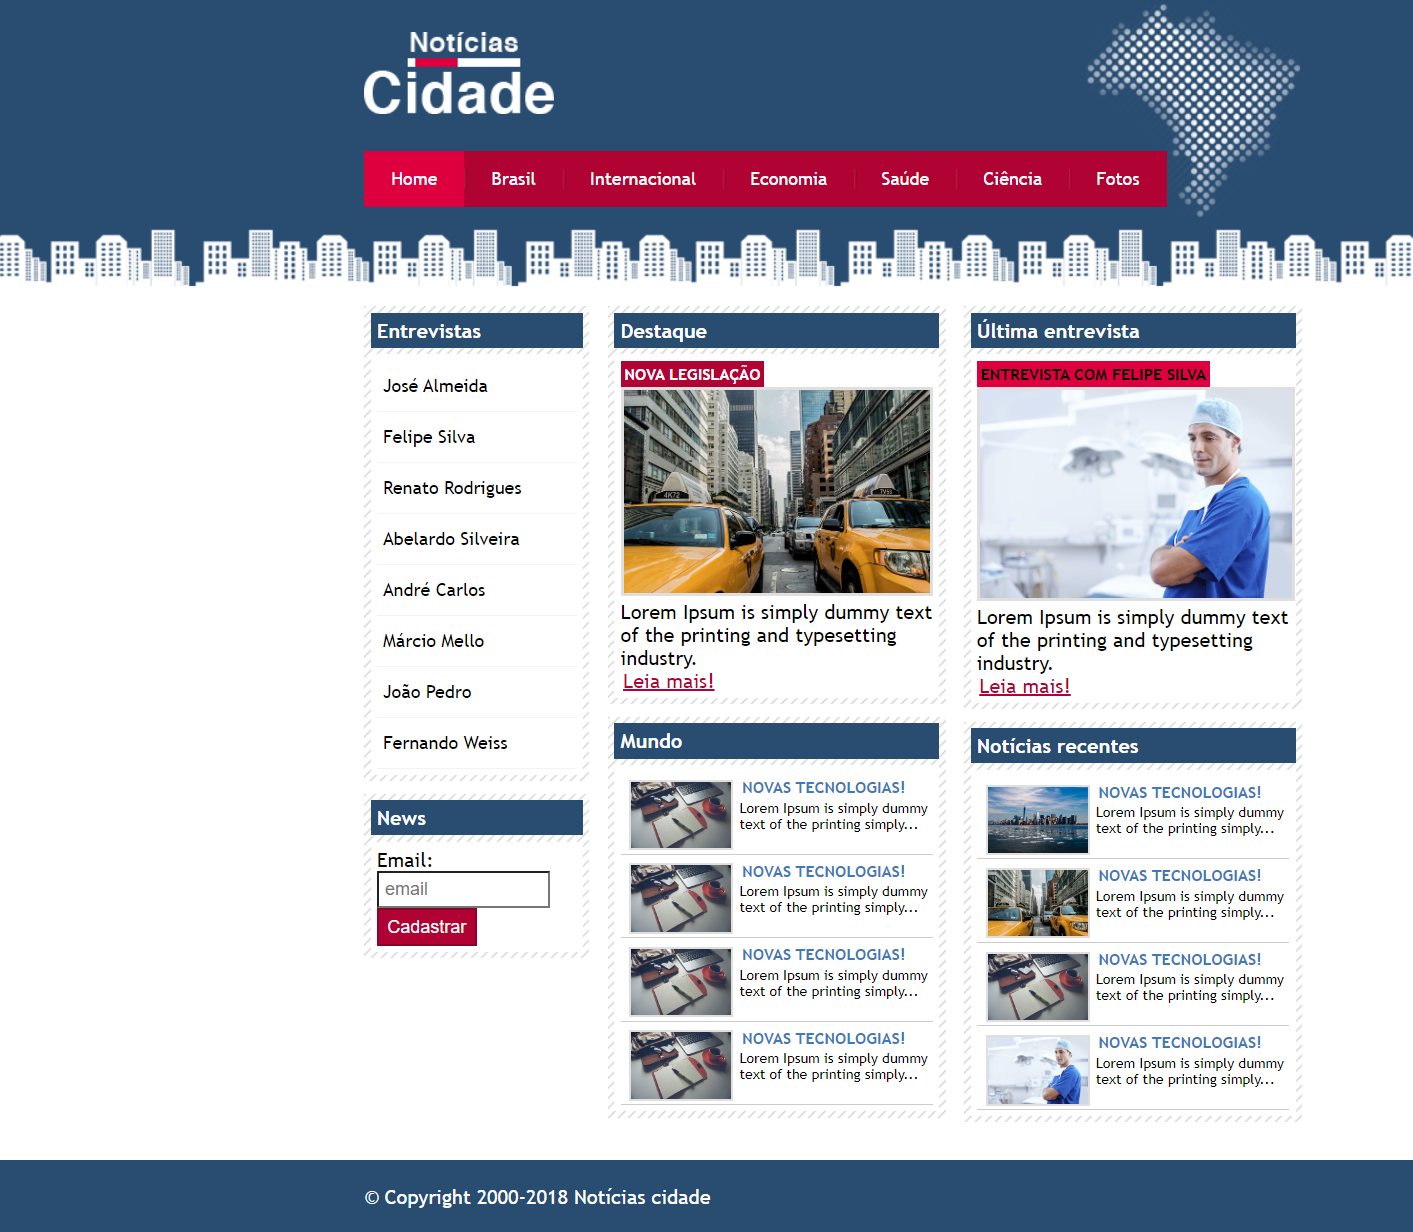 Notícias
Cidade
Home
Brasil
Internacional
Economia
Saúde
Ciência
Fotos
Entrevistas
José Almeida
Felipe Silva
Renato Rodrigues
Abelardo Silveira
André Carlos
Márcio Mello
João Pedro
Fernando Weiss
News
Email:
email
Cadastrar
Destaque
NOVA LEGISLAÇÃO
4K72
Lorem Ipsum is simply dummy text
of the printing and typesetting
industry.
Leia mais!
Mundo
NOVAS TECNOLOGIAS!
Lorem Ipsum is simply dummy
text of the printing simply...
NOVAS TECNOLOGIAS!
Lorem Ipsum is simply dummy
text of the printing simply...
NOVAS TECNOLOGIAS!
Lorem Ipsum is simply dummy
text of the printing simply...
NOVAS TECNOLOGIAS!
Lorem Ipsum is simply dummy
text of the printing simply...
Última entrevista
ENTREVISTA COM FELIPE SILVA
Lorem Ipsum is simply dummy text
of the printing and typesetting
industry.
Leia mais!
Notícias recentes
NOVAS TECNOLOGIAS!
Lorem Ipsum is simply dummy
text of the printing simply...
NOVAS TECNOLOGIAS!
Lorem Ipsum is simply dummy
text of the printing simply...
NOVAS TECNOLOGIAS!
Lorem Ipsum is simply dummy
text of the printing simply...
NOVAS TECNOLOGIAS!
Lorem Ipsum is simply dummy
text of the printing simply...
© Copyright 2000-2018 Notícias cidade